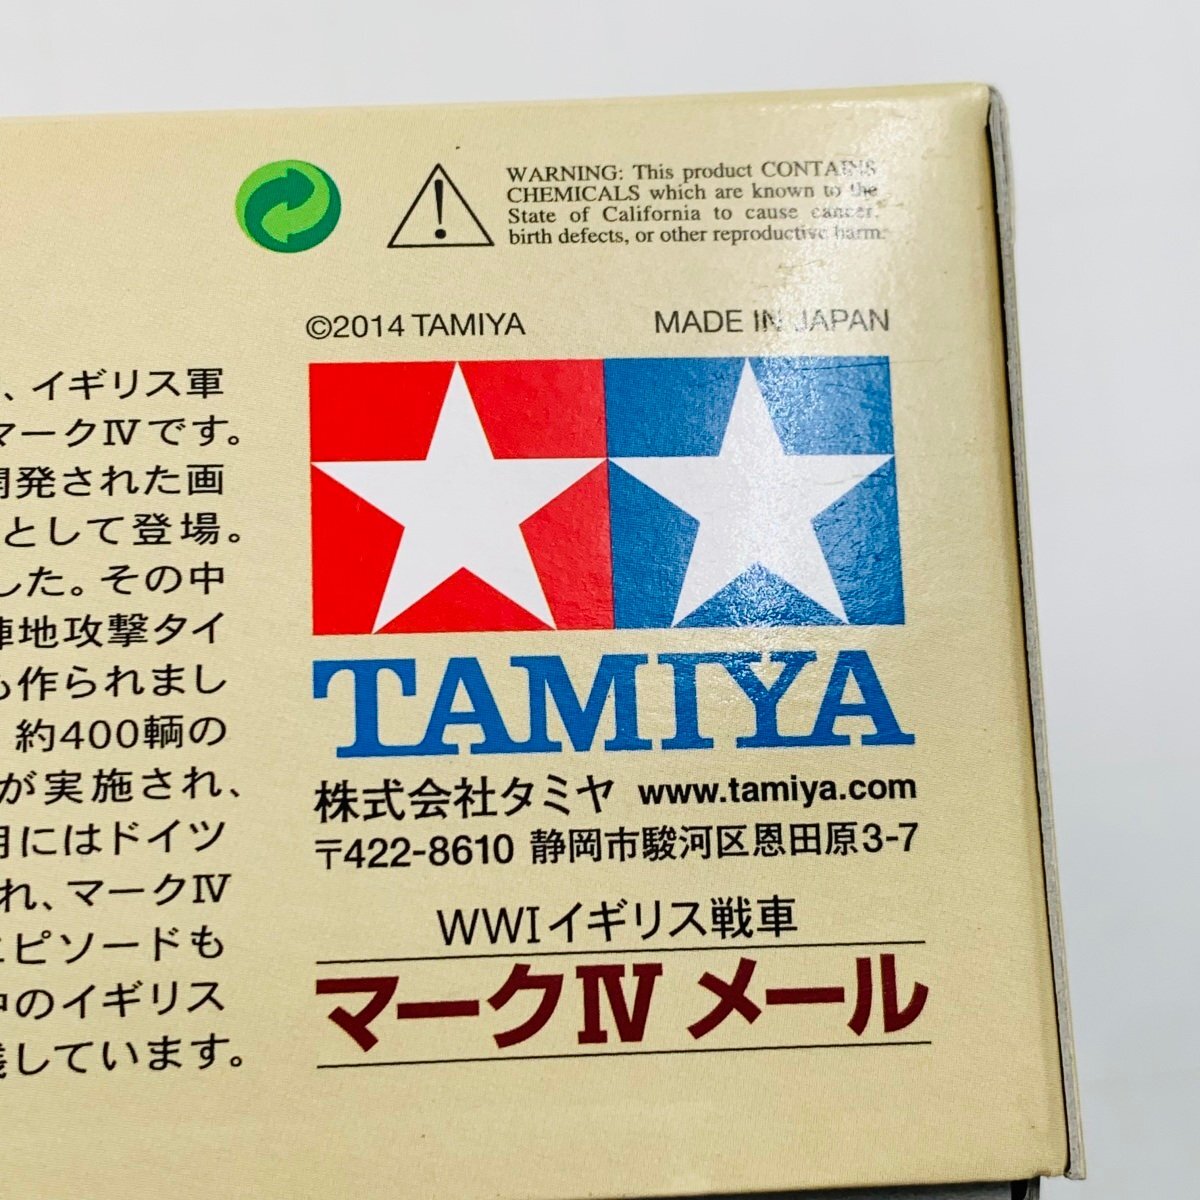 WARNING: This product CONTAINS
CHEMICALS which are known to the
State of California to cause cancer,
birth defects, or other reproductive harm.
©2014 TAMIYA
MADE IN JAPAN
、イギリス軍
マークⅣです。
開発された画
として登場。
した。その中
陣地攻撃タイ
も作られまし
約400輌の
が実施され、
月にはドイツ
れ、マークⅣ
エピソードも
中のイギリス
残しています。
TAMIYA
株式会社タミヤ www.tamiya.com
〒422-8610 静岡市駿河区恩田原3-7
WWIイギリス戦車
マークⅣ メール